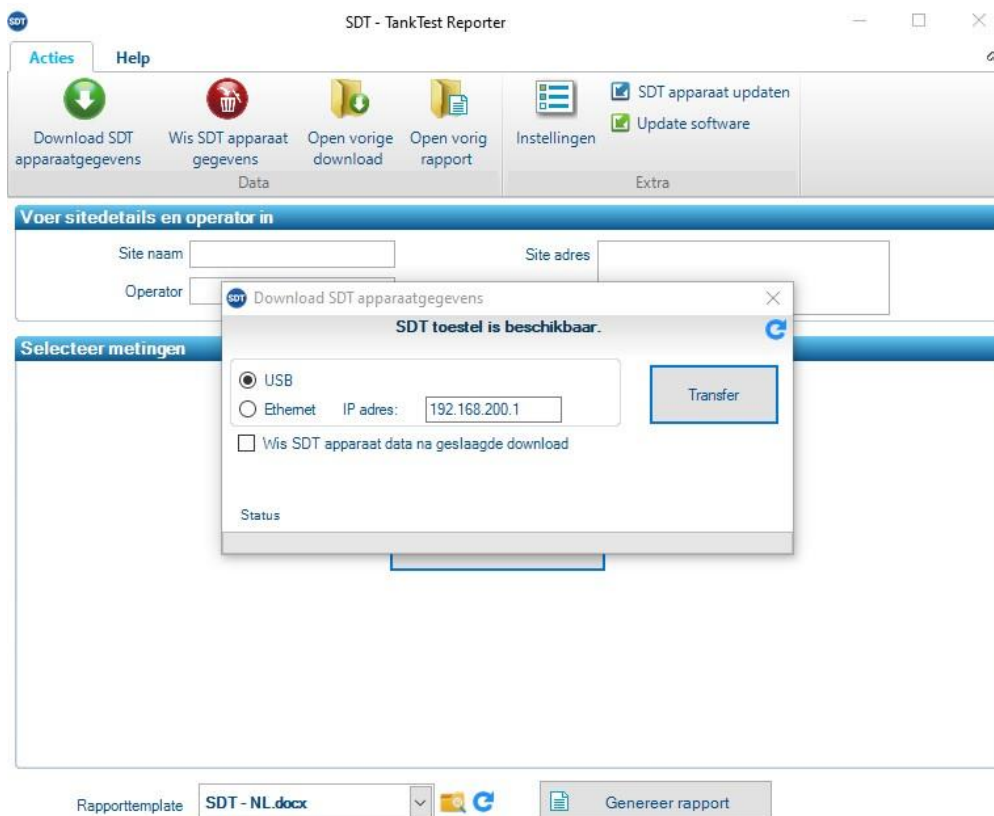 SDT
SDT - TankTest Reporter
Acties
Help
Download SDT
apparaatgegevens
Wis SDT apparaat
gegevens
Open vorige
download
Open vorig
rapport
Instellingen
SDT apparaat updaten
Update software
Data
Extra
Voer sitedetails en operator in
Site naam
Site adres
Operator
SDT
Download SDT apparaatgegevens
SDT toestel is beschikbaar.
Selecteer metingen
USB
Ethernet
IP adres:
192.168.200.1
Transfer
Wis SDT apparaat data na geslaagde download
Status
Rapporttemplate
SDT - NL.docx
Genereer rapport